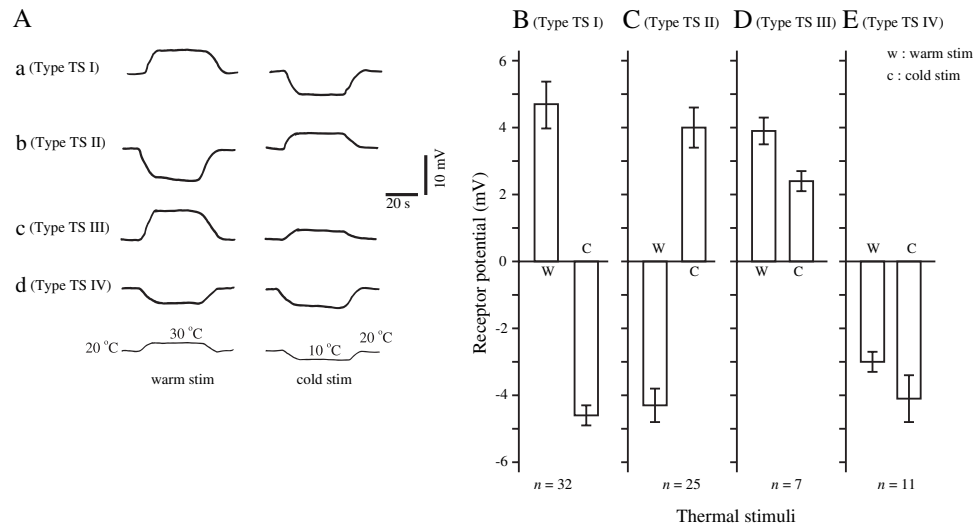 A
a (Type TS I)
b (Type TS II)
10 mV
20 s
c (Type TS III)
d (Type TS IV)
20 °C
30 °C
10 °C
20 °C
warm stim
cold stim
B (Type TS I)
C (Type TS II)
D (Type TS III)
E (Type TS IV)
w : warm stim
c : cold stim
Receptor potential (mV)
6
4
2
0
-2
-4
-6
W
C
W
C
W
C
W
C
n = 32
n = 25
n = 7
n = 11
Thermal stimuli